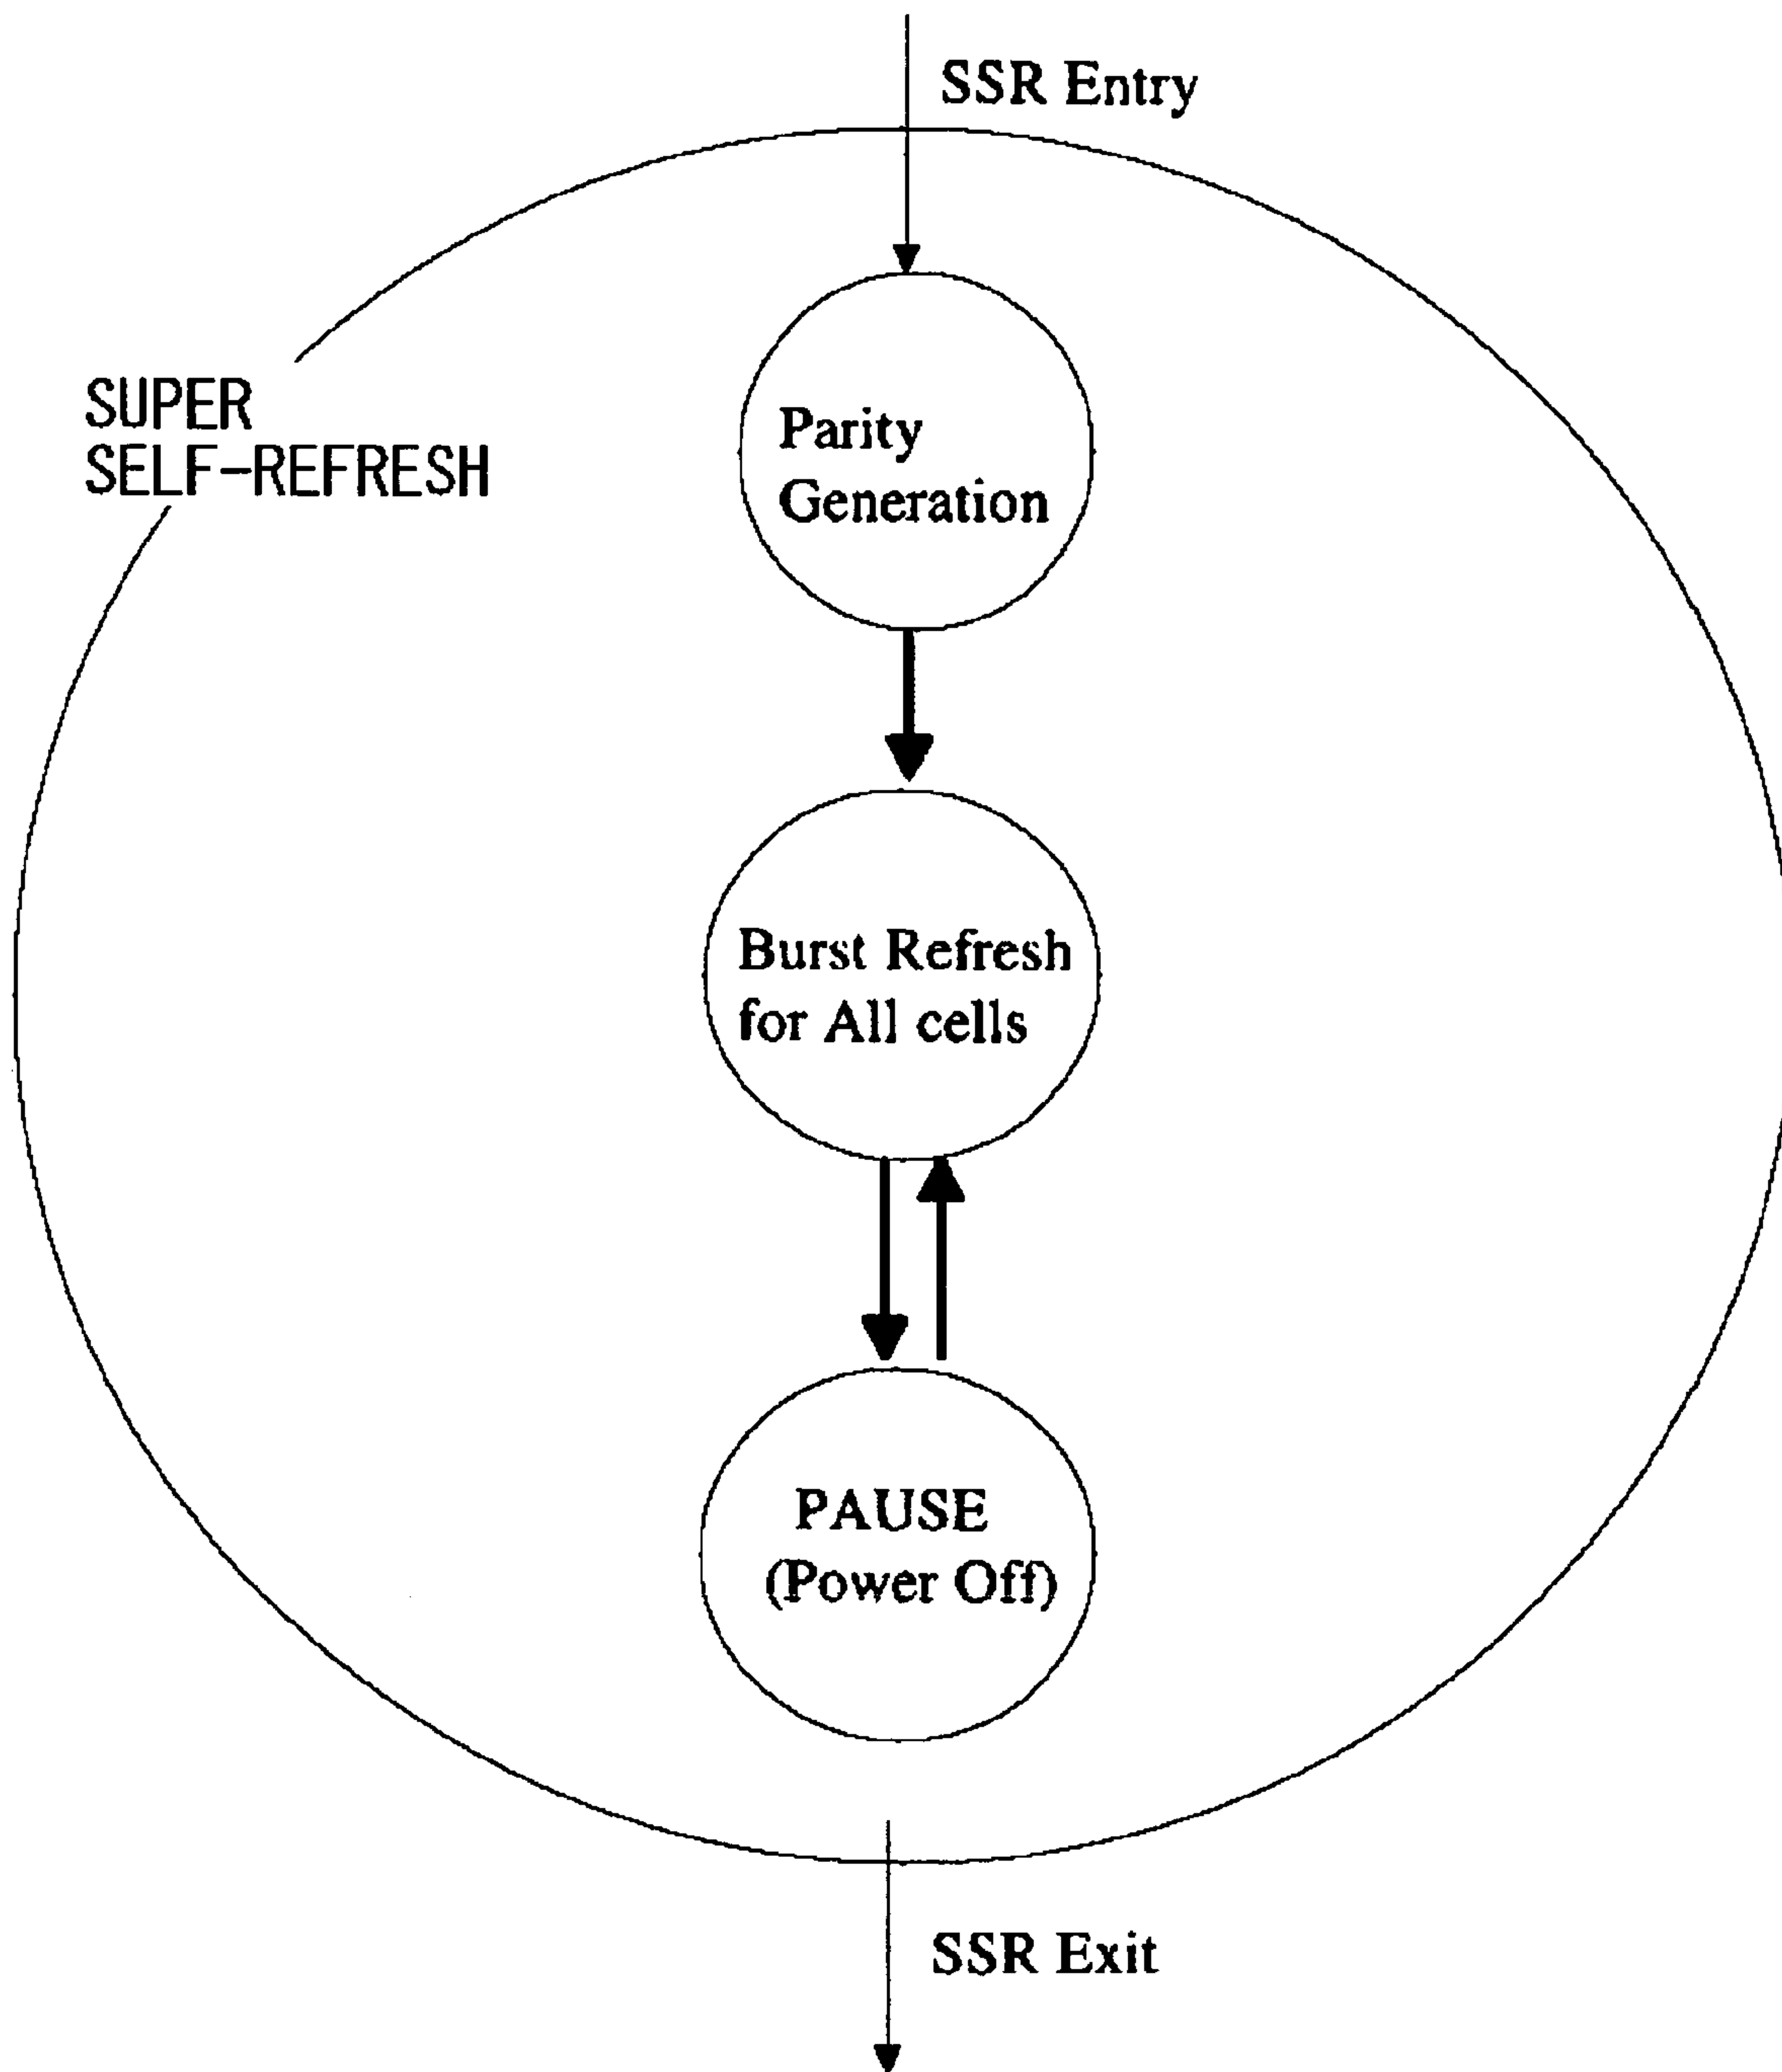 SSR Entry
SUPER
SELF-REFRESH
Parity
Generation
Burst Refresh
for All cells
PAUSE
(Power Off)
SSR Exit